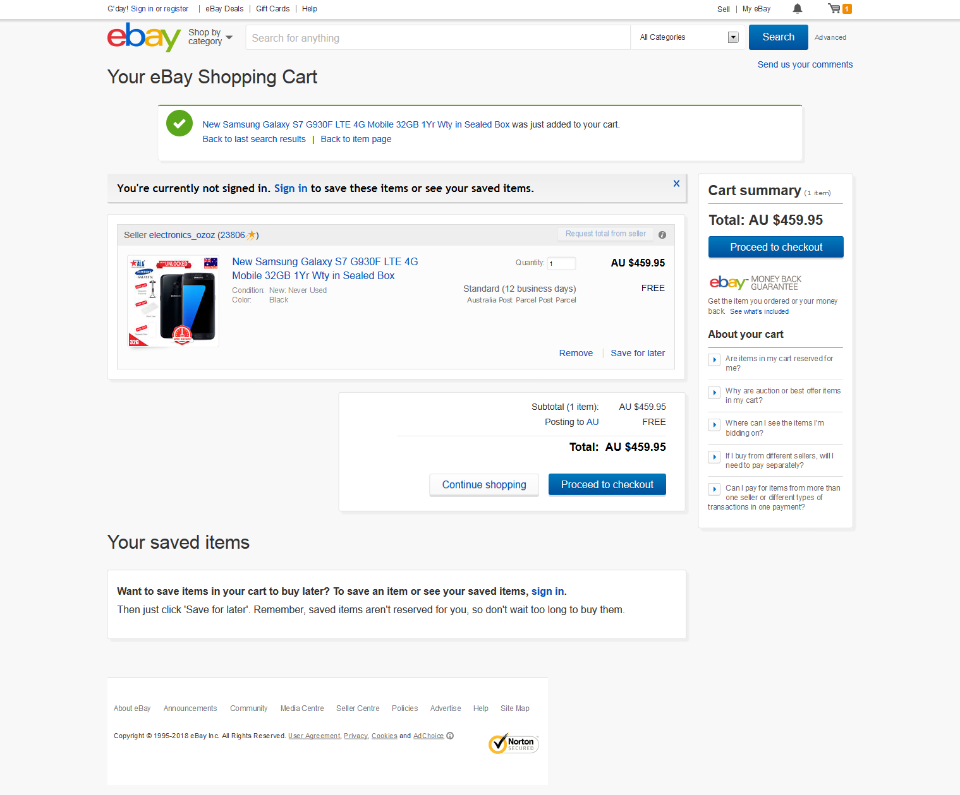 G'day! Sign in or register | eBay Deals | Gift Cards | Help
Sell | My eBay
1
ebay
Shop by category
Search for anything
All Categories
Search
Advanced
Send us your comments
Your eBay Shopping Cart
New Samsung Galaxy S7 G930F LTE 4G Mobile 32GB 1Yr Wty in Sealed Box was just added to your cart.
Back to last search results | Back to item page
You're currently not signed in. Sign in to save these items or see your saved items.
x
Seller electronics_ozoz (23806)
Request total from seller
UNLOCKED
New Samsung Galaxy S7 G930F LTE 4G
Mobile 32GB 1Yr Wty in Sealed Box
Condition: New: Never Used
Color: Black
Quantity: 1
AU $459.95
Standard (12 business days)
FREE
Australia Post Parcel Post Parcel
Remove | Save for later
Subtotal (1 item): AU $459.95
Posting to AU FREE
Total: AU $459.95
Continue shopping
Proceed to checkout
Cart summary (1 item)
Total: AU $459.95
Proceed to checkout
ebay MONEY BACK GUARANTEE
Get the item you ordered or your money
back. See what's included
About your cart
Are items in my cart reserved for
me?
Why are auction or best offer items
in my cart?
Where can I see the items I'm
bidding on?
If I buy from different sellers, will I
need to pay separately?
Can I pay for items from more than
one seller or different types of
transactions in one payment?
Your saved items
Want to save items in your cart to buy later? To save an item or see your saved items, sign in.
Then just click 'Save for later'. Remember, saved items aren't reserved for you, so don't wait too long to buy them.
About eBay Announcements Community Media Centre Seller Centre Policies Advertise Help Site Map
Copyright © 1995-2018 eBay Inc. All Rights Reserved. User Agreement, Privacy, Cookies and AdChoice
Norton
SECURED